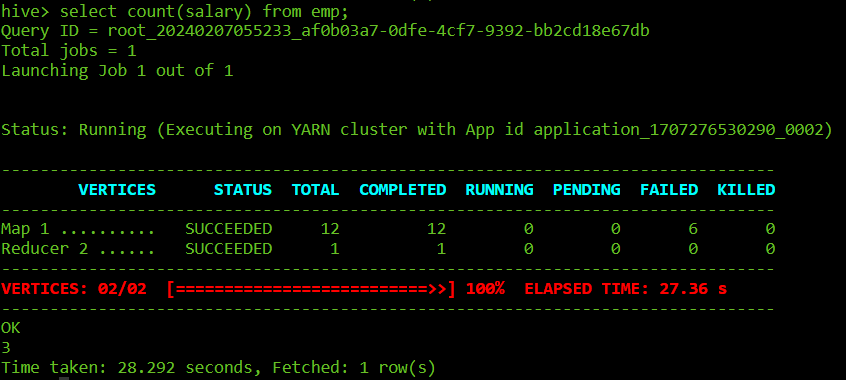 hive> select count(salary) from emp;
Query ID = root_20240207055233_af0b03a7-0dfe-4cf7-9392-bb2cd18e67db
Total jobs = 1
Launching Job 1 out of 1
Status: Running (Executing on YARN cluster with App id application_1707276530290_0002)
--------------------------------------------------------------------------------
        VERTICES      STATUS  TOTAL  COMPLETED  RUNNING  PENDING  FAILED  KILLED
--------------------------------------------------------------------------------
Map 1 ..........   SUCCEEDED     12         12        0        0       6       0
Reducer 2 ......   SUCCEEDED      1          1        0        0       0       0
--------------------------------------------------------------------------------
VERTICES: 02/02  [==========================>>] 100%  ELAPSED TIME: 27.36 s
--------------------------------------------------------------------------------
OK
3
Time taken: 28.292 seconds, Fetched: 1 row(s)